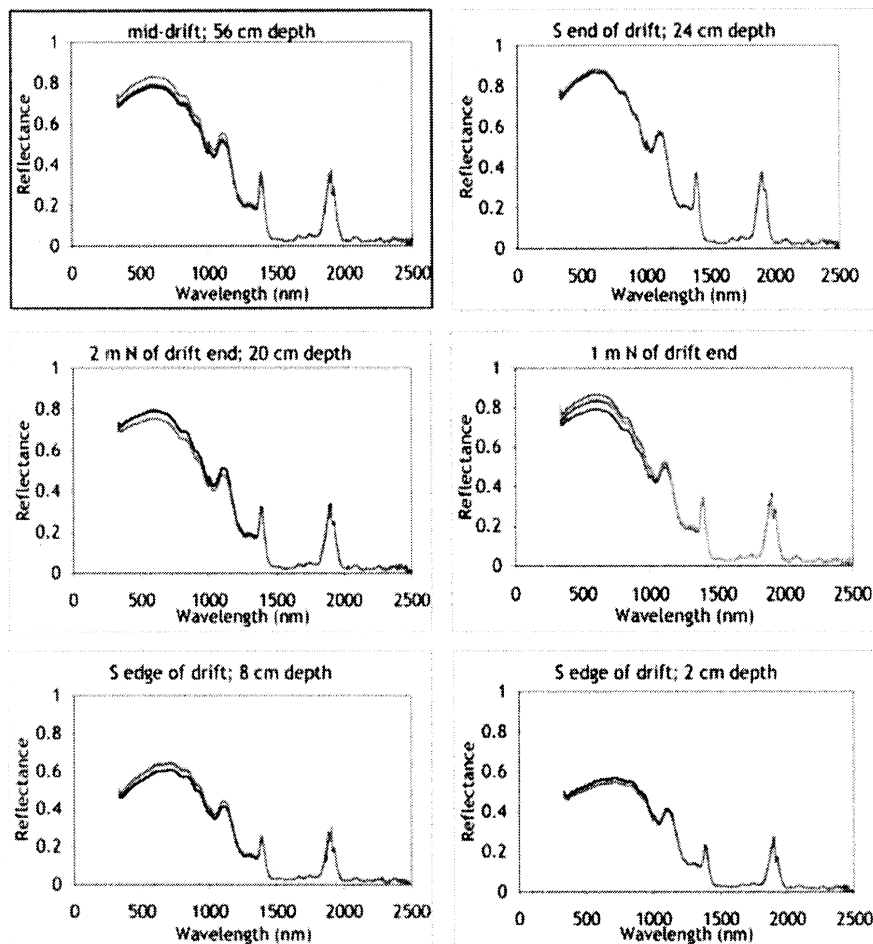 mid-drift; 56 cm depth
1
0.8
0.6
0.4
0.2
0
Reflectance
0 500 1000 1500 2000 2500
Wavelength (nm)
S end of drift; 24 cm depth
1
0.8
0.6
0.4
0.2
0
Reflectance
0 500 1000 1500 2000 2500
Wavelength (nm)
2 m N of drift end; 20 cm depth
1
0.8
0.6
0.4
0.2
0
Reflectance
0 500 1000 1500 2000 2500
Wavelength (nm)
1 m N of drift end
1
0.8
0.6
0.4
0.2
0
Reflectance
0 500 1000 1500 2000 2500
Wavelength (nm)
S edge of drift; 8 cm depth
1
0.8
0.6
0.4
0.2
0
Reflectance
0 500 1000 1500 2000 2500
Wavelength (nm)
S edge of drift; 2 cm depth
1
0.8
0.6
0.4
0.2
0
Reflectance
0 500 1000 1500 2000 2500
Wavelength (nm)